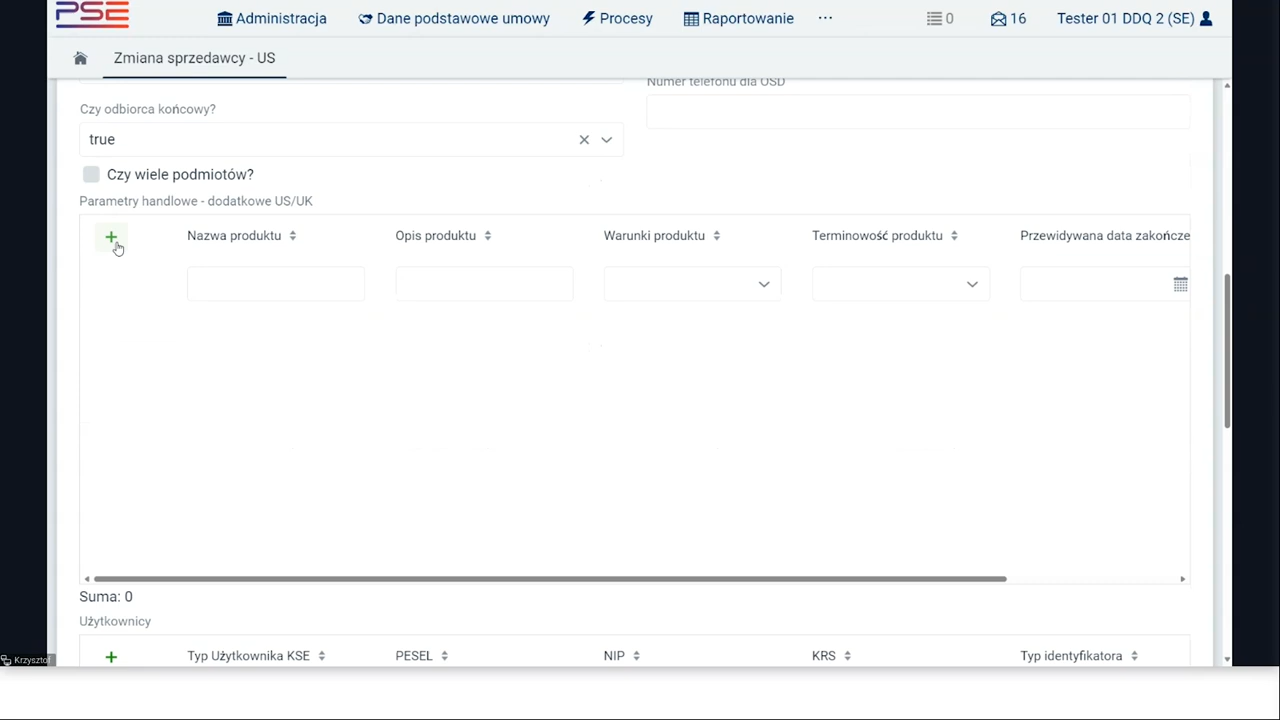 PSE
Administracja
Dane podstawowe umowy
Procesy
Raportowanie
...
0
16
Tester 01 DDQ 2 (SE)
Zmiana sprzedawcy - US
Numer telefonu dla OSD
Czy odbiorca końcowy?
true
Czy wiele podmiotów?
Parametry handlowe - dodatkowe US/UK
Nazwa produktu
Opis produktu
Warunki produktu
Terminowość produktu
Przewidywana data zakończe
Suma: 0
Użytkownicy
Typ Użytkownika KSE
PESEL
NIP
KRS
Typ identyfikatora
Krzysztof